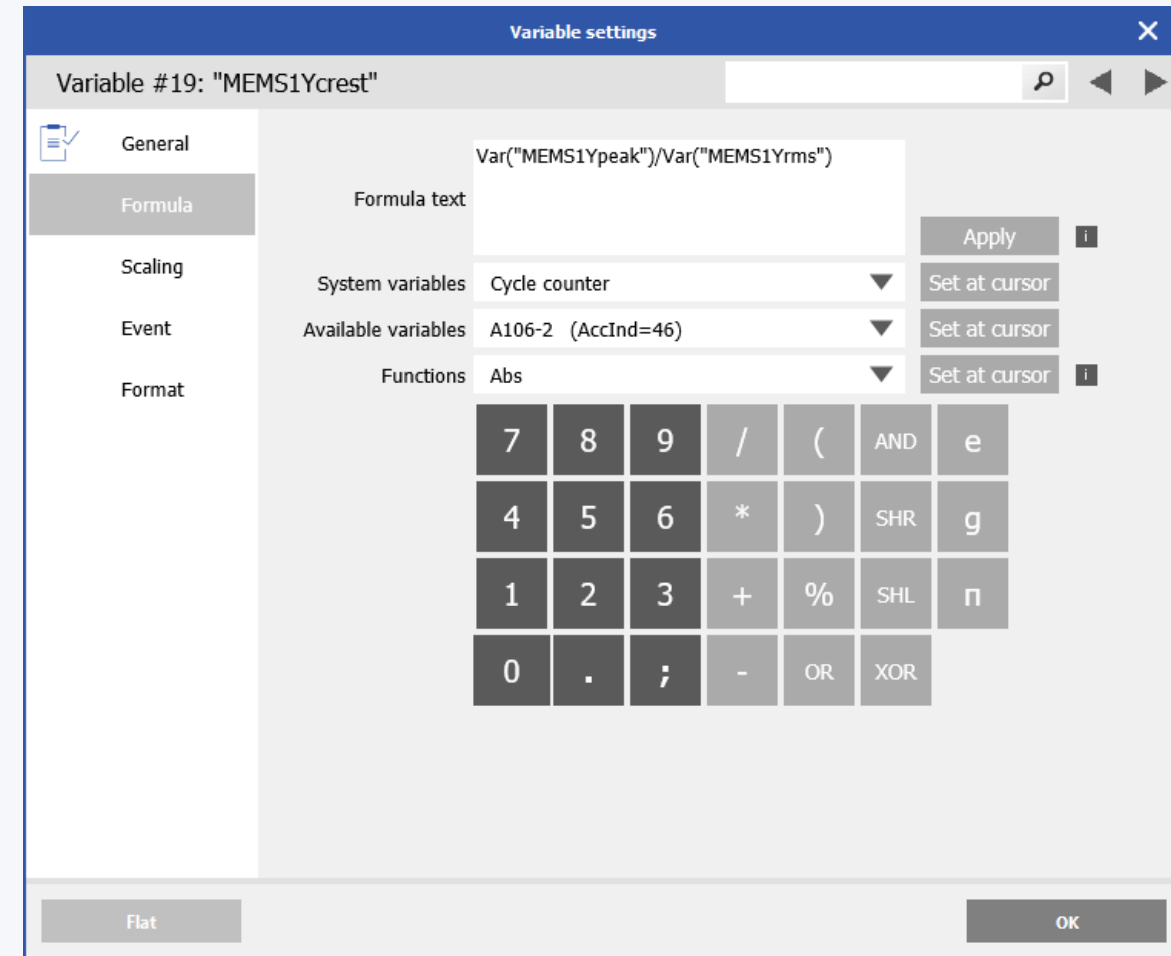 Variable settings
Variable #19: "MEMS1Ycrest"
General
Formula
Scaling
Event
Format
Formula text
Var("MEMS1Ypeak")/Var("MEMS1Yrms")
Apply
i
System variables
Cycle counter
Set at cursor
Available variables
A106-2 (AccInd=46)
Set at cursor
Functions
Abs
Set at cursor
i
7 8 9 / ( AND e
4 5 6 * ) SHR g
1 2 3 + % SHL п
0 . ; - OR XOR
Flat
OK